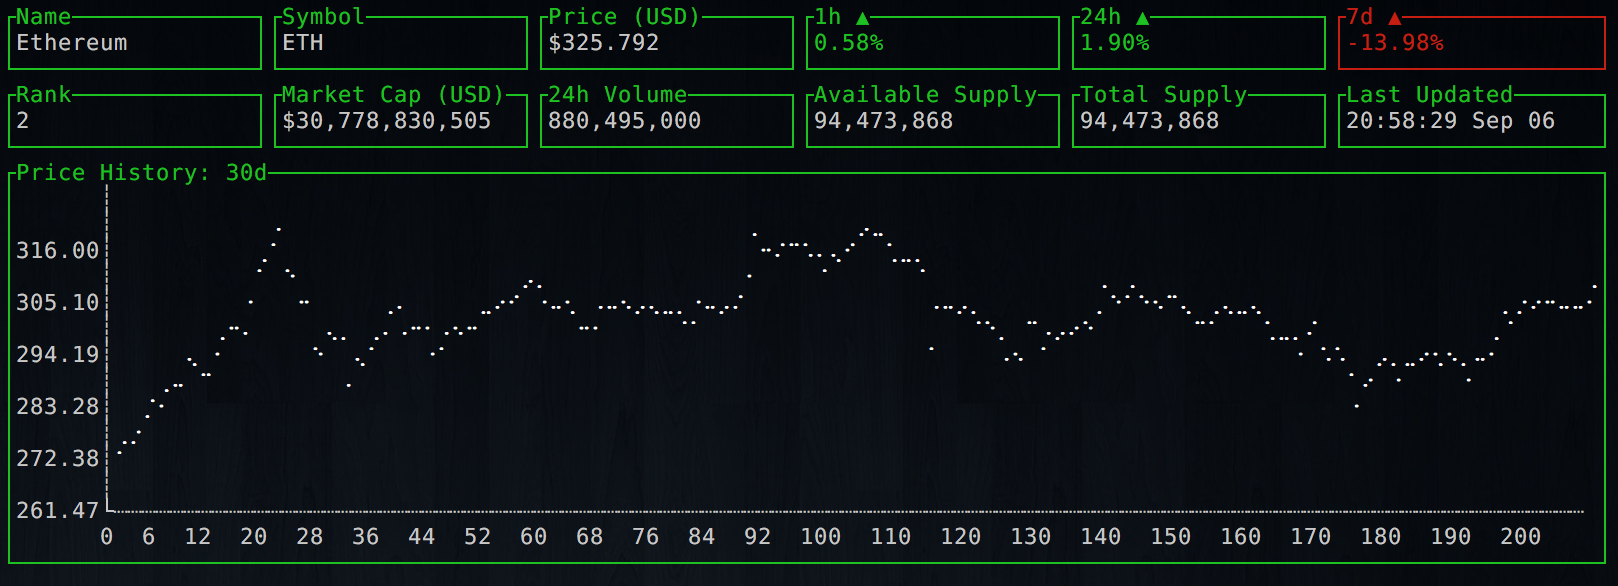 Name Symbol Price (USD) 1h ▲ 24h ▲ 7d ▲
Ethereum ETH $325.792 0.58% 1.90% -13.98%
Rank Market Cap (USD) 24h Volume Available Supply Total Supply Last Updated
2 $30,778,830,505 880,495,000 94,473,868 94,473,868 20:58:29 Sep 06
Price History: 30d
316.00
305.10
294.19
283.28
272.38
261.47
0 6 12 20 28 36 44 52 60 68 76 84 92 100 110 120 130 140 150 160 170 180 190 200